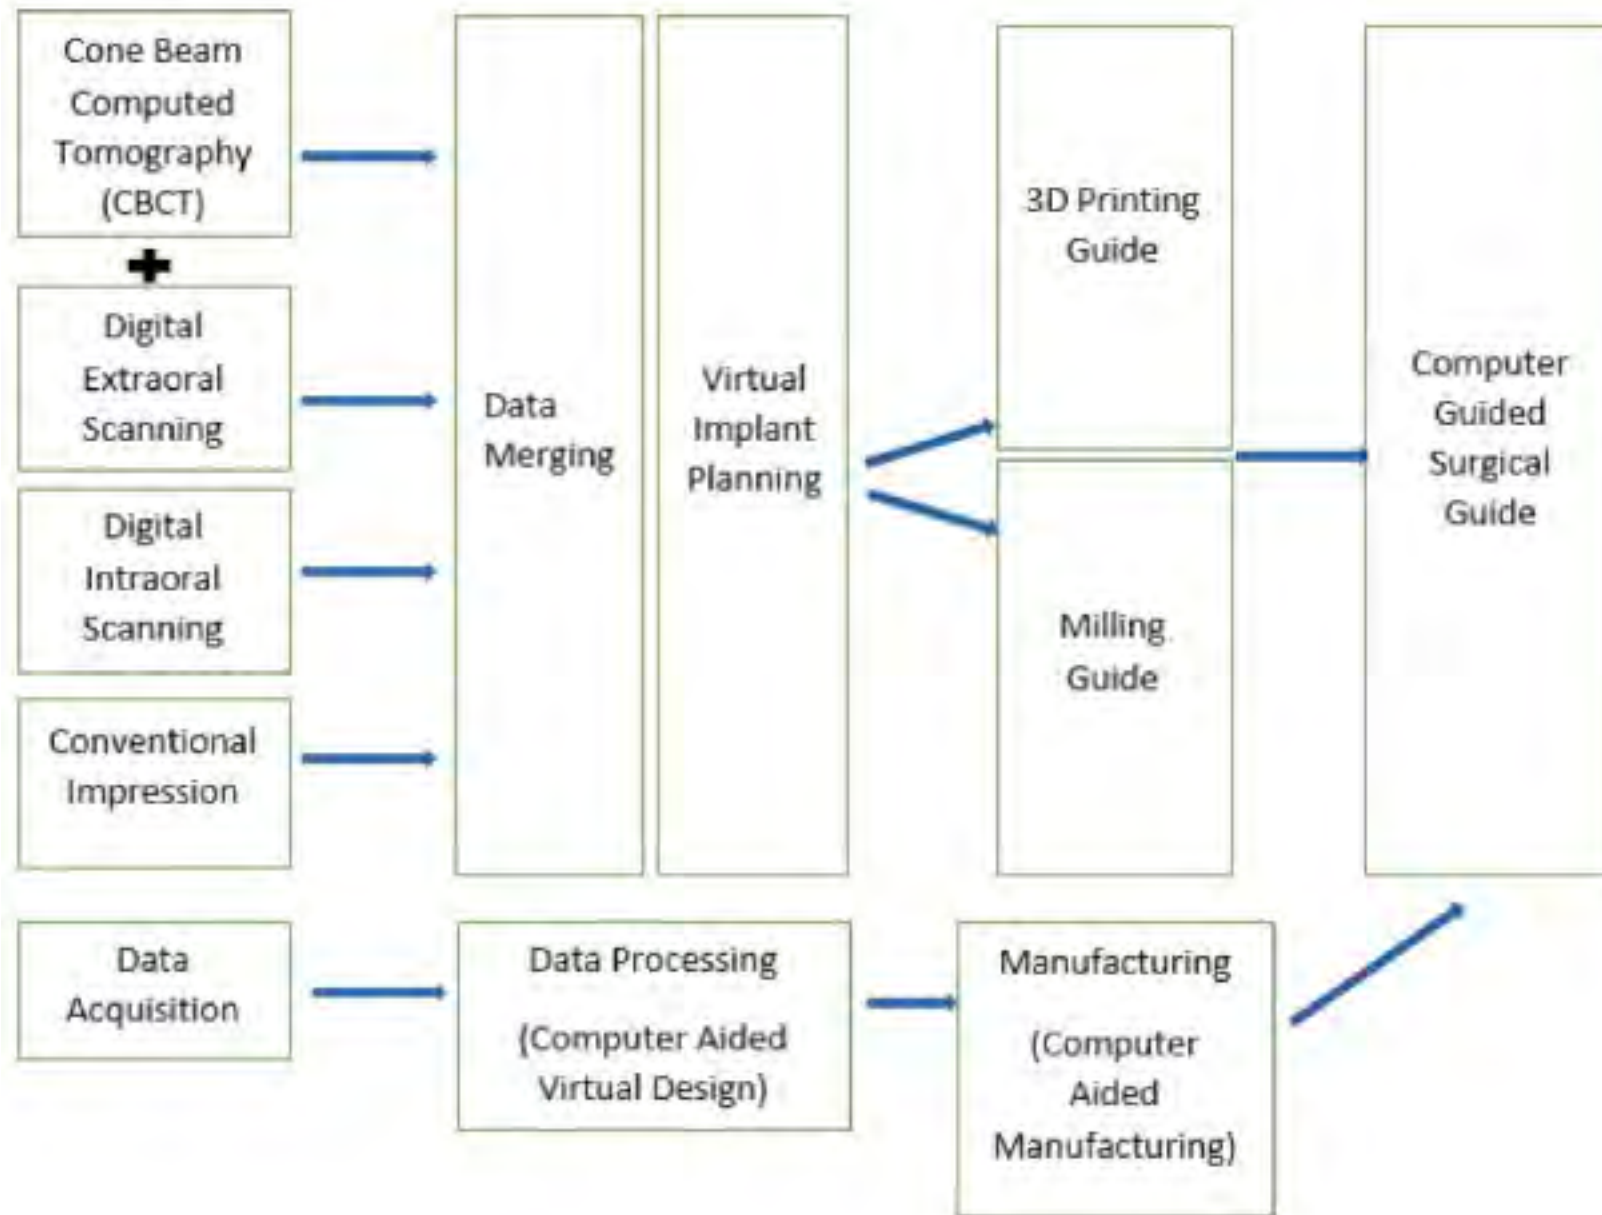 Cone Beam
Computed
Tomography
(CBCT)
Digital
Extraoral
Scanning
Digital
Intraoral
Scanning
Conventional
Impression
Data
Merging
Virtual
Implant
Planning
3D Printing
Guide
Milling
Guide
Computer
Guided
Surgical
Guide
Data
Acquisition
Data Processing
(Computer Aided
Virtual Design)
Manufacturing
(Computer
Aided
Manufacturing)